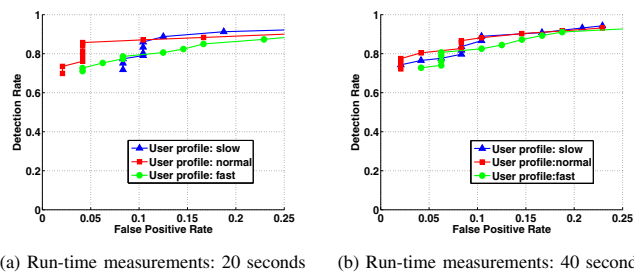 1
0.8
0.6
0.4
0.2
0
Detection Rate
0 0.05 0.1 0.15 0.2 0.25
False Positive Rate
User profile: slow
User profile: normal
User profile: fast
(a) Run-time measurements: 20 seconds
1
0.8
0.6
0.4
0.2
0
Detection Rate
0 0.05 0.1 0.15 0.2 0.25
False Positive Rate
User profile: slow
User profile:normal
User profile:fast
(b) Run-time measurements: 40 second